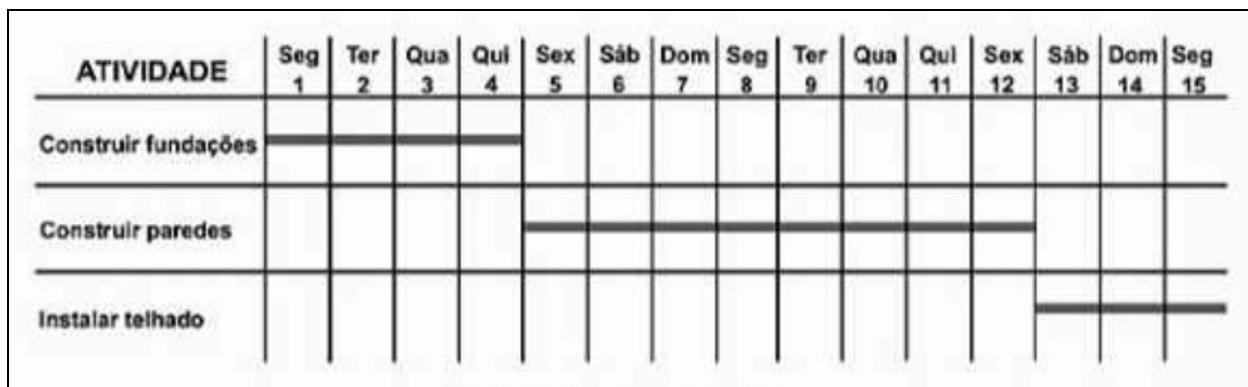 ATIVIDADE Seg Ter Qua Qui Sex Sáb Dom Seg Ter Qua Qui Sex Sáb Dom Seg
1 2 3 4 5 6 7 8 9 10 11 12 13 14 15
Construir fundações
Construir paredes
Instalar telhado